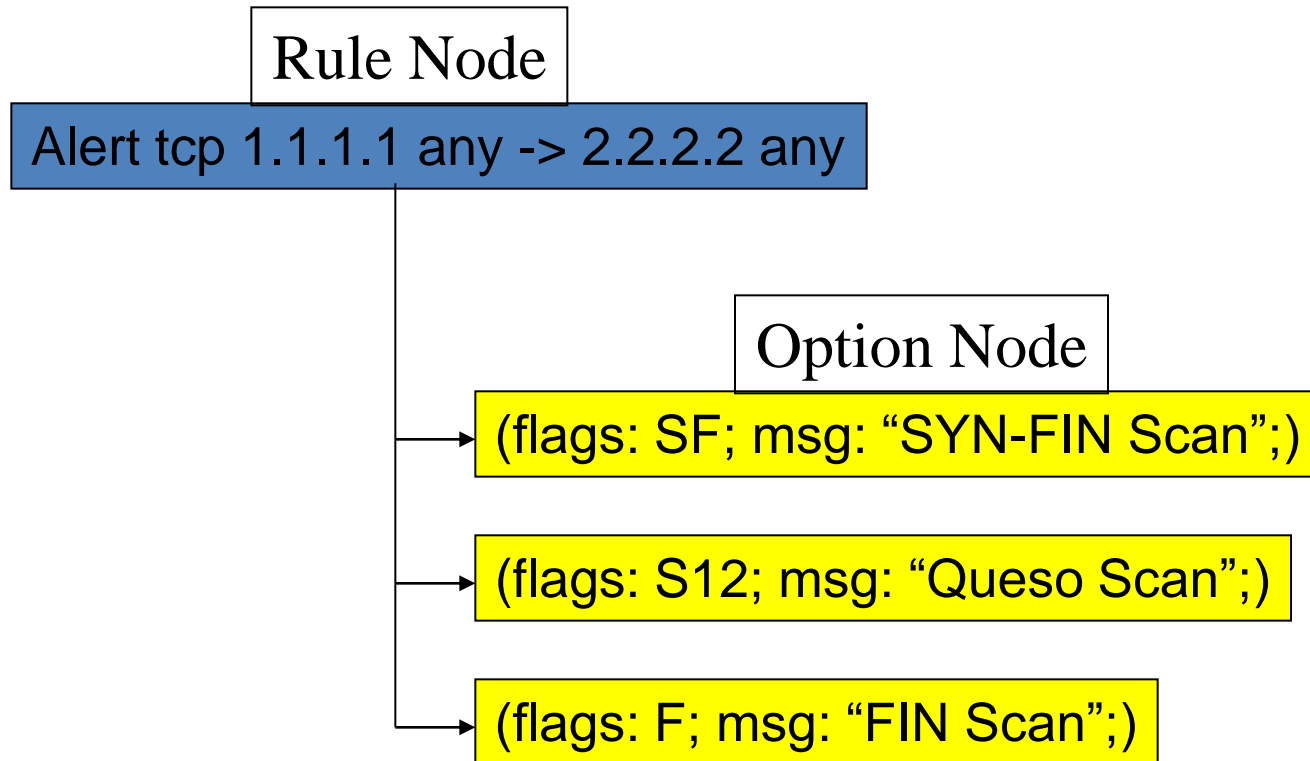 Rule Node
Alert tcp 1.1.1.1 any -> 2.2.2.2 any
Option Node
(flags: SF; msg: “SYN-FIN Scan”;)
(flags: S12; msg: “Queso Scan”;)
(flags: F; msg: “FIN Scan”;)